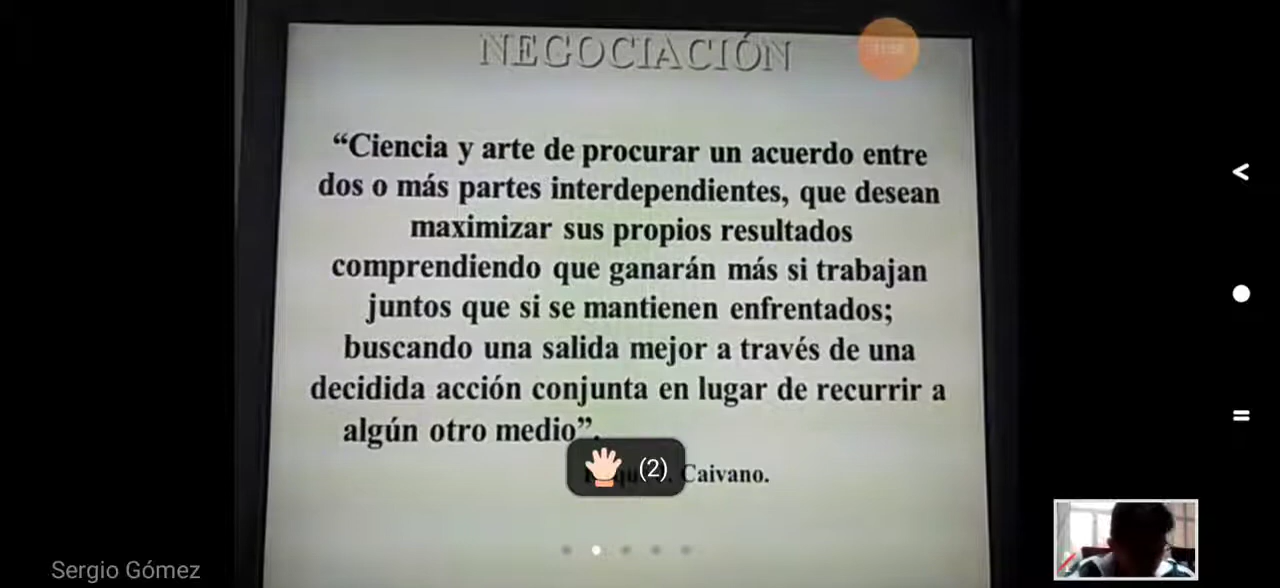 NEGOCIACIÓN
“Ciencia y arte de procurar un acuerdo entre
dos o más partes interdependientes, que desean
maximizar sus propios resultados
comprendiendo que ganarán más si trabajan
juntos que si se mantienen enfrentados;
buscando una salida mejor a través de una
decidida acción conjunta en lugar de recurrir a
algún otro medio”.
(2) Caivano.
Sergio Gómez